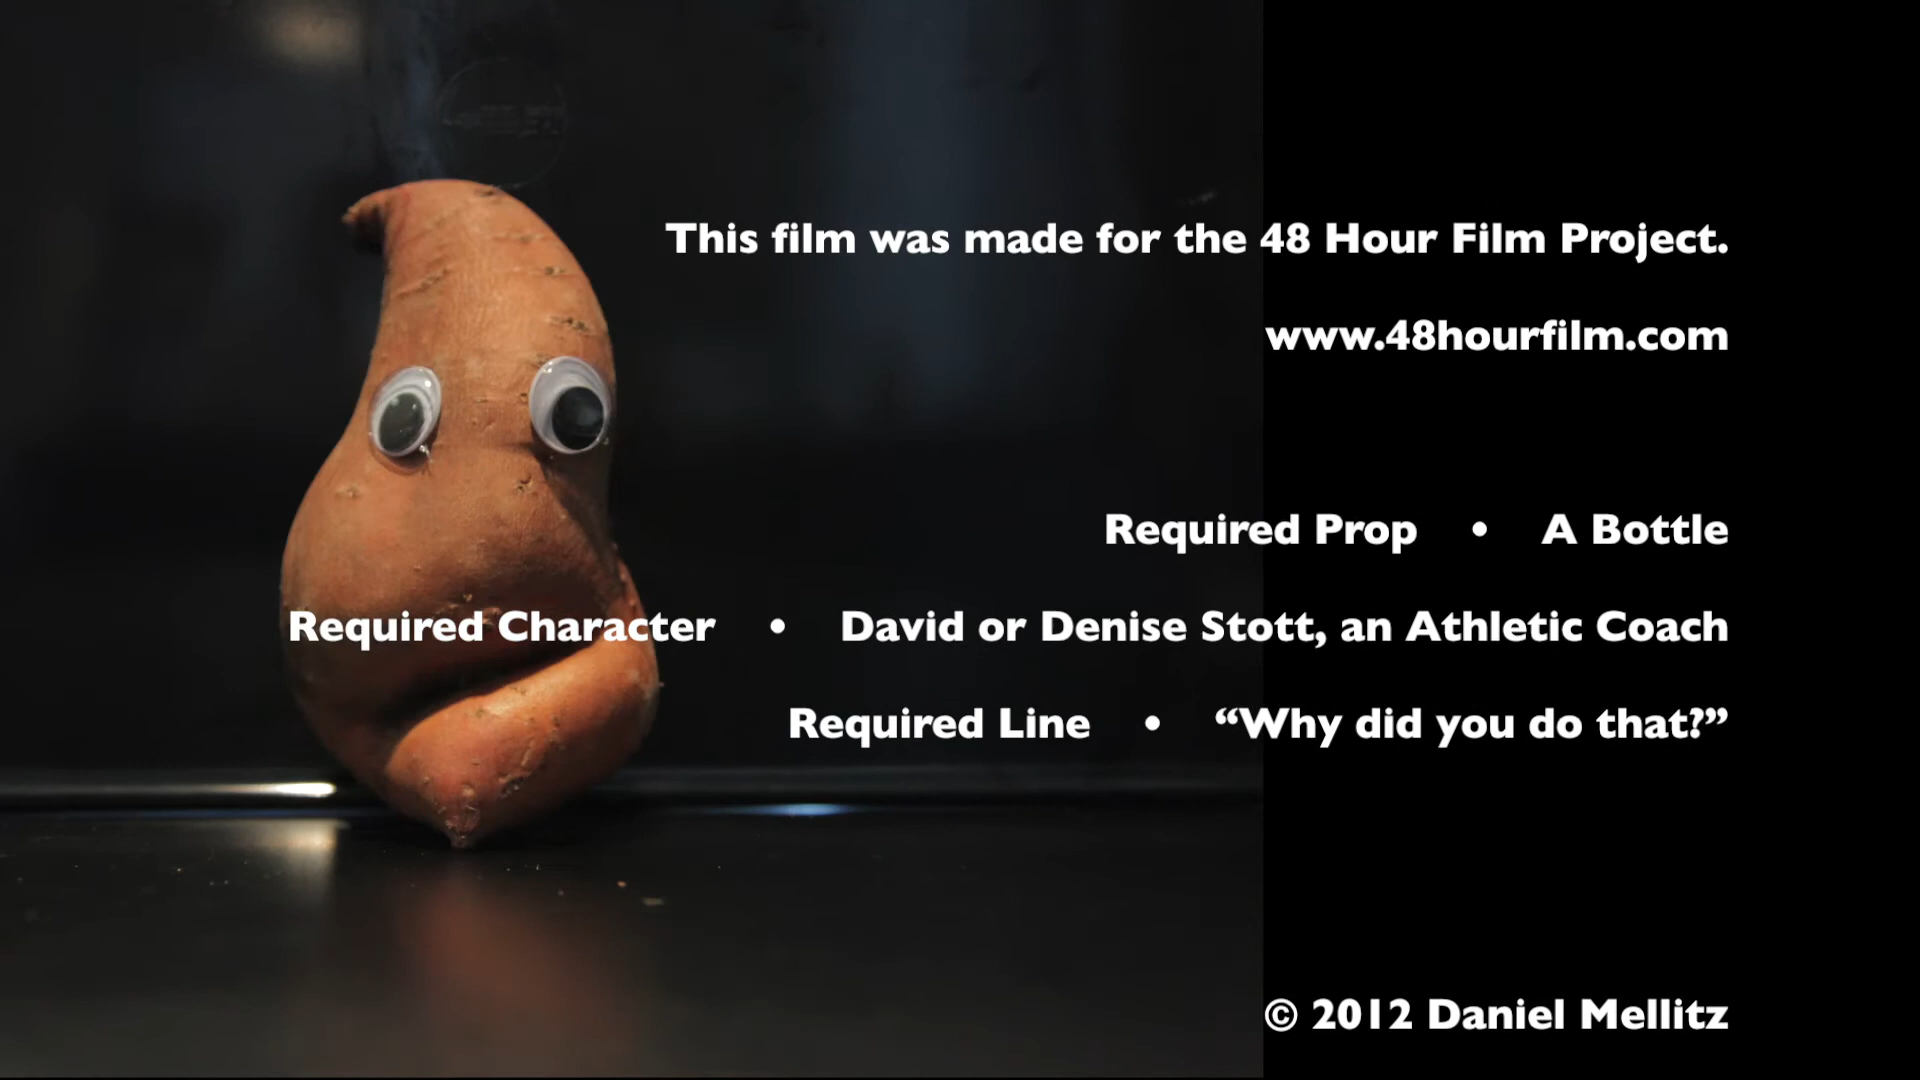 This film was made for the 48 Hour Film Project.
www.48hourfilm.com
Required Prop • A Bottle
Required Character • David or Denise Stott, an Athletic Coach
Required Line • “Why did you do that?”
© 2012 Daniel Mellitz